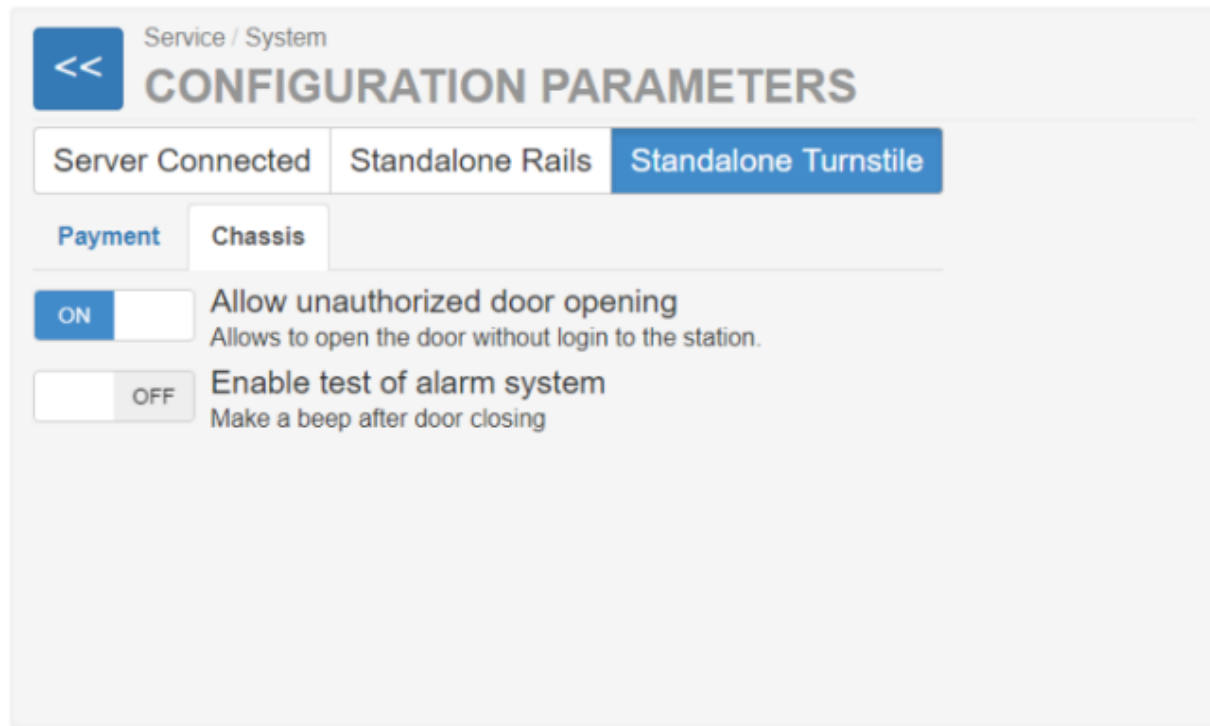 <<
Service / System
CONFIGURATION PARAMETERS
Server Connected Standalone Rails Standalone Turnstile
Payment Chassis
ON Allow unauthorized door opening
Allows to open the door without login to the station.
OFF Enable test of alarm system
Make a beep after door closing